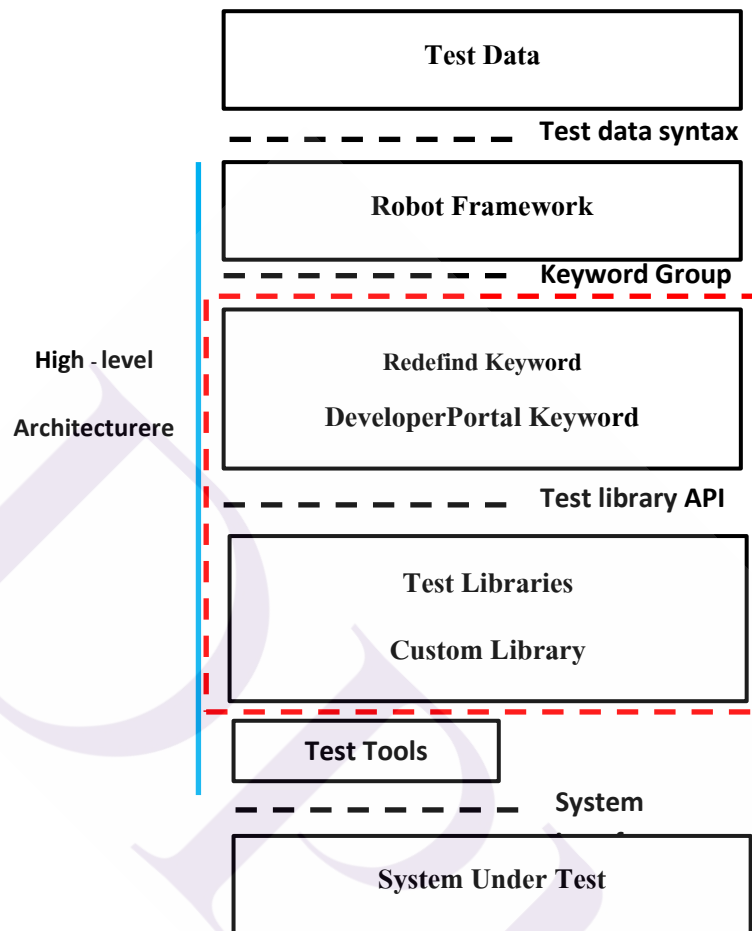 Test Data
Test data syntax
Robot Framework
Keyword Group
High - level
Architecturere
Redefind Keyword
DeveloperPortal Keyword
Test library API
Test Libraries
Custom Library
Test Tools
System
System Under Test